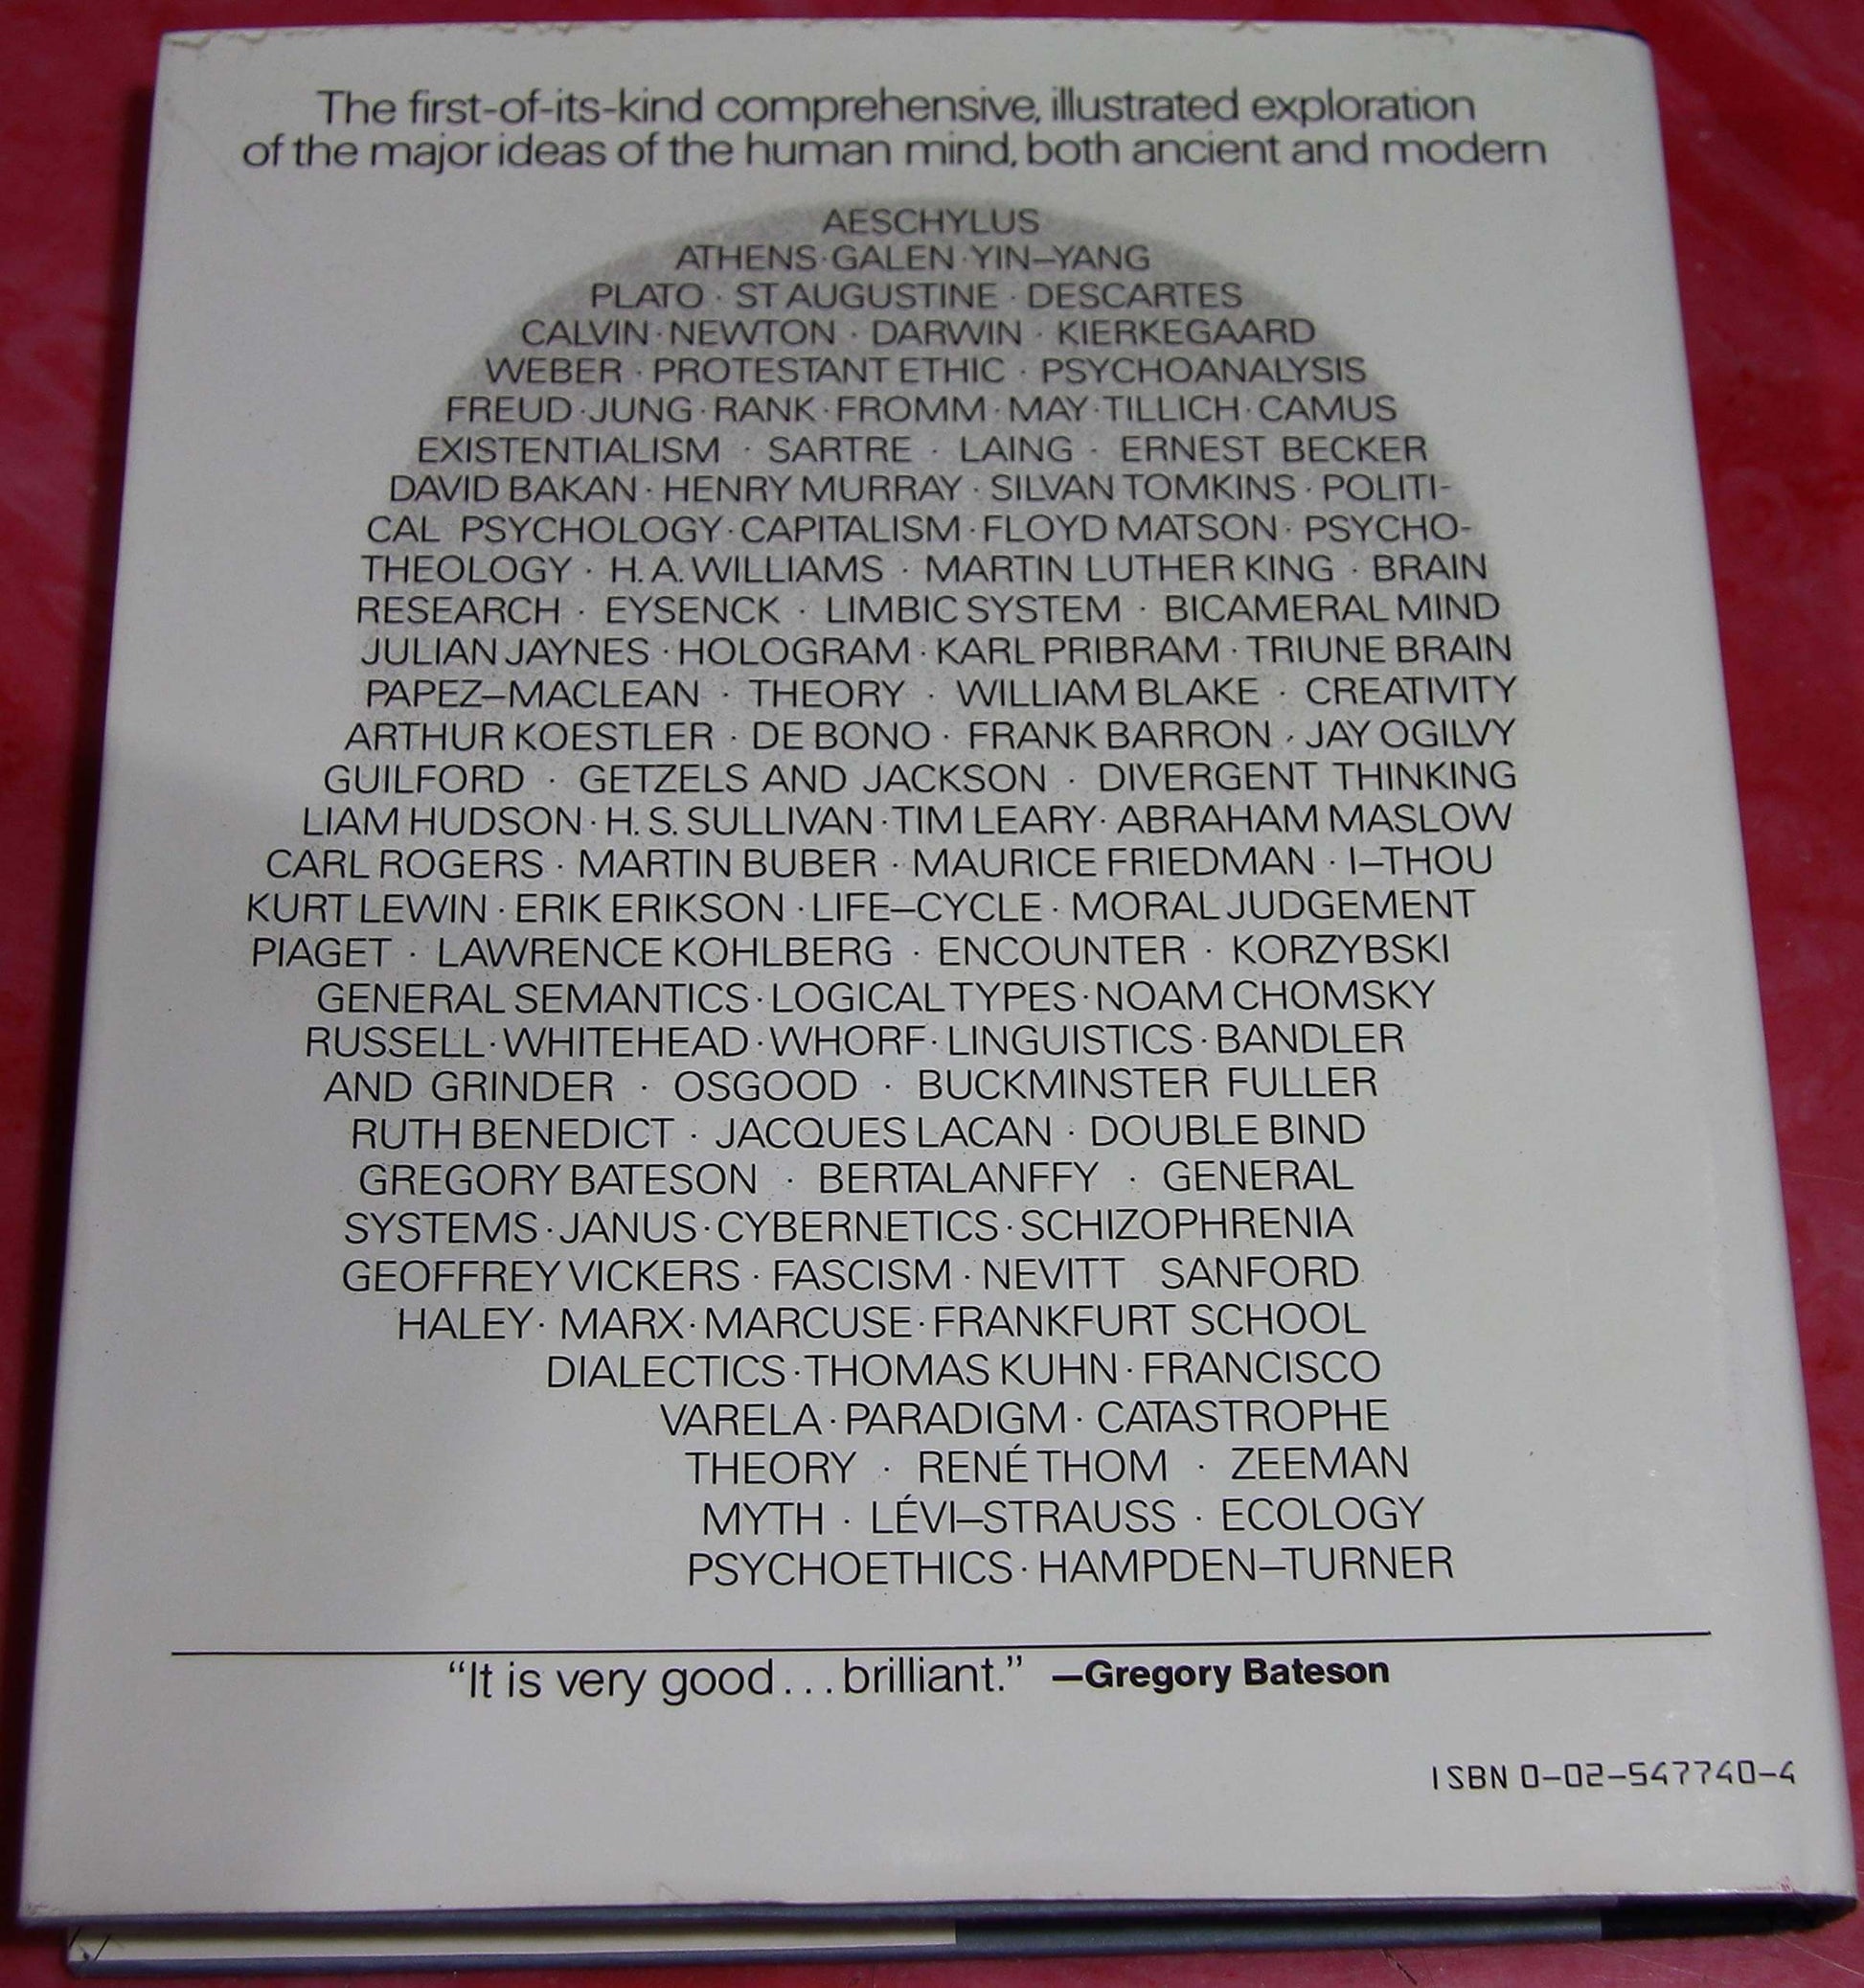 The first-of-its-kind comprehensive, illustrated exploration
of the major ideas of the human mind, both ancient and modern
AESCHYLUS
ATHENS · GALEN · YIN–YANG
PLATO · ST AUGUSTINE · DESCARTES
CALVIN · NEWTON · DARWIN · KIERKEGAARD
WEBER · PROTESTANT ETHIC · PSYCHOANALYSIS
FREUD · JUNG · RANK · FROMM · MAY · TILLICH · CAMUS
EXISTENTIALISM · SARTRE · LAING · ERNEST BECKER
DAVID BAKAN · HENRY MURRAY · SILVAN TOMKINS · POLITI-
CAL PSYCHOLOGY · CAPITALISM · FLOYD MATSON · PSYCHO-
THEOLOGY · H. A. WILLIAMS · MARTIN LUTHER KING · BRAIN
RESEARCH · EYSENCK · LIMBIC SYSTEM · BICAMERAL MIND
JULIAN JAYNES · HOLOGRAM · KARL PRIBRAM · TRIUNE BRAIN
PAPEZ–MACLEAN · THEORY · WILLIAM BLAKE · CREATIVITY
ARTHUR KOESTLER · DE BONO · FRANK BARRON · JAY OGILVY
GUILFORD · GETZELS AND JACKSON · DIVERGENT THINKING
LIAM HUDSON · H. S. SULLIVAN · TIM LEARY · ABRAHAM MASLOW
CARL ROGERS · MARTIN BUBER · MAURICE FRIEDMAN · I–THOU
KURT LEWIN · ERIK ERIKSON · LIFE–CYCLE · MORAL JUDGEMENT
PIAGET · LAWRENCE KOHLBERG · ENCOUNTER · KORZYBSKI
GENERAL SEMANTICS · LOGICAL TYPES · NOAM CHOMSKY
RUSSELL · WHITEHEAD · WHORF · LINGUISTICS · BANDLER
AND GRINDER · OSGOOD · BUCKMINSTER FULLER
RUTH BENEDICT · JACQUES LACAN · DOUBLE BIND
GREGORY BATESON · BERTALANFFY · GENERAL
SYSTEMS · JANUS · CYBERNETICS · SCHIZOPHRENIA
GEOFFREY VICKERS · FASCISM · NEVITT SANFORD
HALEY · MARX · MARCUSE · FRANKFURT SCHOOL
DIALECTICS · THOMAS KUHN · FRANCISCO
VARELA · PARADIGM · CATASTROPHE
THEORY · RENÉ THOM · ZEEMAN
MYTH · LÉVI–STRAUSS · ECOLOGY
PSYCHOETHICS · HAMPDEN–TURNER
“It is very good . . . brilliant.” —Gregory Bateson
ISBN 0–02–547740–4